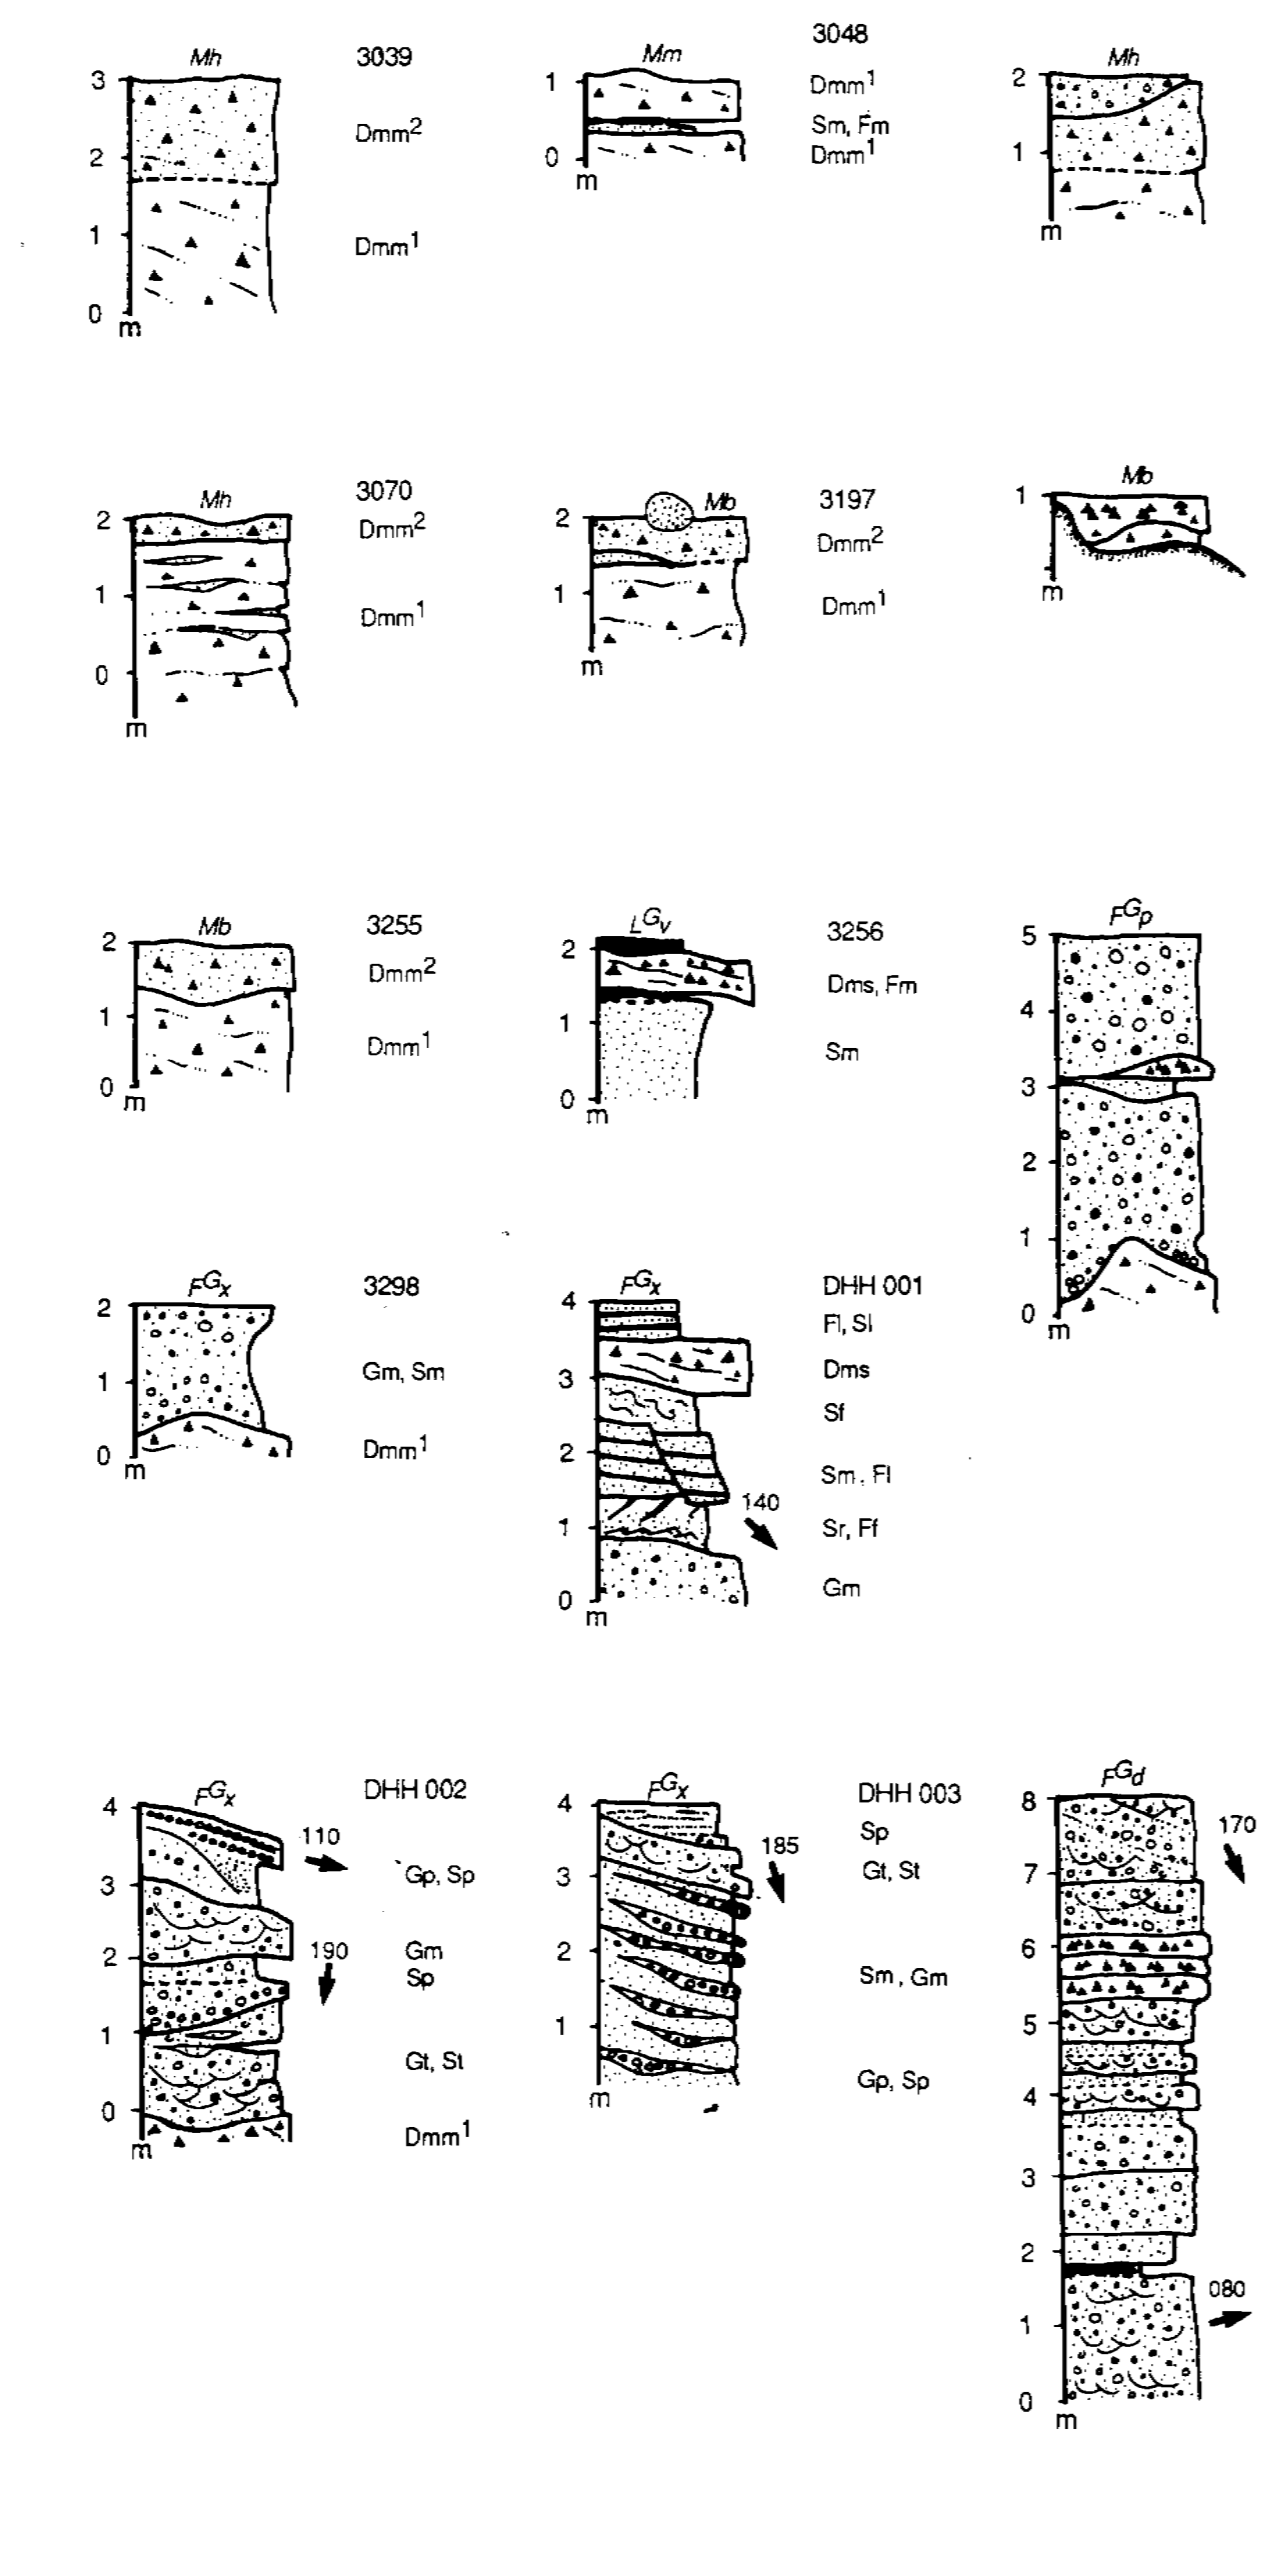 Mh 3039
3
Dmm2
2
1
Dmm1
0
m
Mm 3048
1
Dmm1
Sm, Fm
0
Dmm1
m
Mh
2
1
m
Mh 3070
2
Dmm2
1
Dmm1
0
m
Mb 3197
2
Dmm2
1
Dmm1
m
Mb
1
m
Mb 3255
2
Dmm2
1
Dmm1
0
m
LGv 3256
2
Dms, Fm
1
Sm
0
m
FGp
5
4
3
2
1
0
m
FGx 3298
2
1
Gm, Sm
0
Dmm1
m
FGx DHH 001
4
Fl, Sl
3
Dms
Sf
2
Sm, Fl
140
1
Sr, Ff
0
Gm
m
FGx DHH 002
4
110
3
Gp, Sp
190
Gm
2
Sp
1
Gt, St
0
Dmm1
m
FGx DHH 003
4
Sp
185
3
Gt, St
2
Sm, Gm
1
Gp, Sp
m
FGd
8
170
7
6
5
4
3
2
080
1
0
m